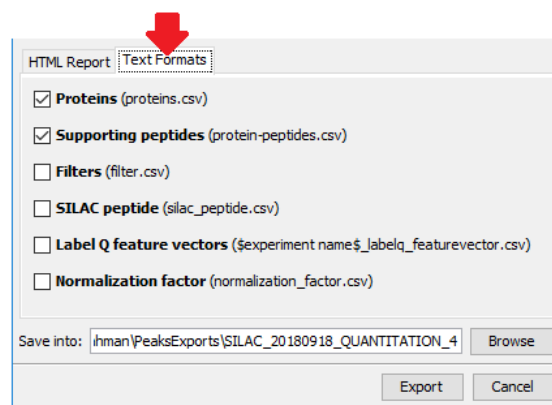 HTML Report Text Formats
Proteins (proteins.csv)
Supporting peptides (protein-peptides.csv)
Filters (filter.csv)
SILAC peptide (silac_peptide.csv)
Label Q feature vectors ($experiment name$_labelq_featurevector.csv)
Normalization factor (normalization_factor.csv)
Save into: hman\PeaksExports\SILAC_20180918_QUANTITATION_4 Browse
Export Cancel